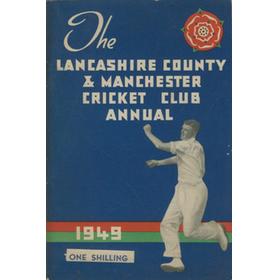 The
LANCASHIRE COUNTY
& MANCHESTER
CRICKET CLUB
ANNUAL
1949
ONE SHILLING